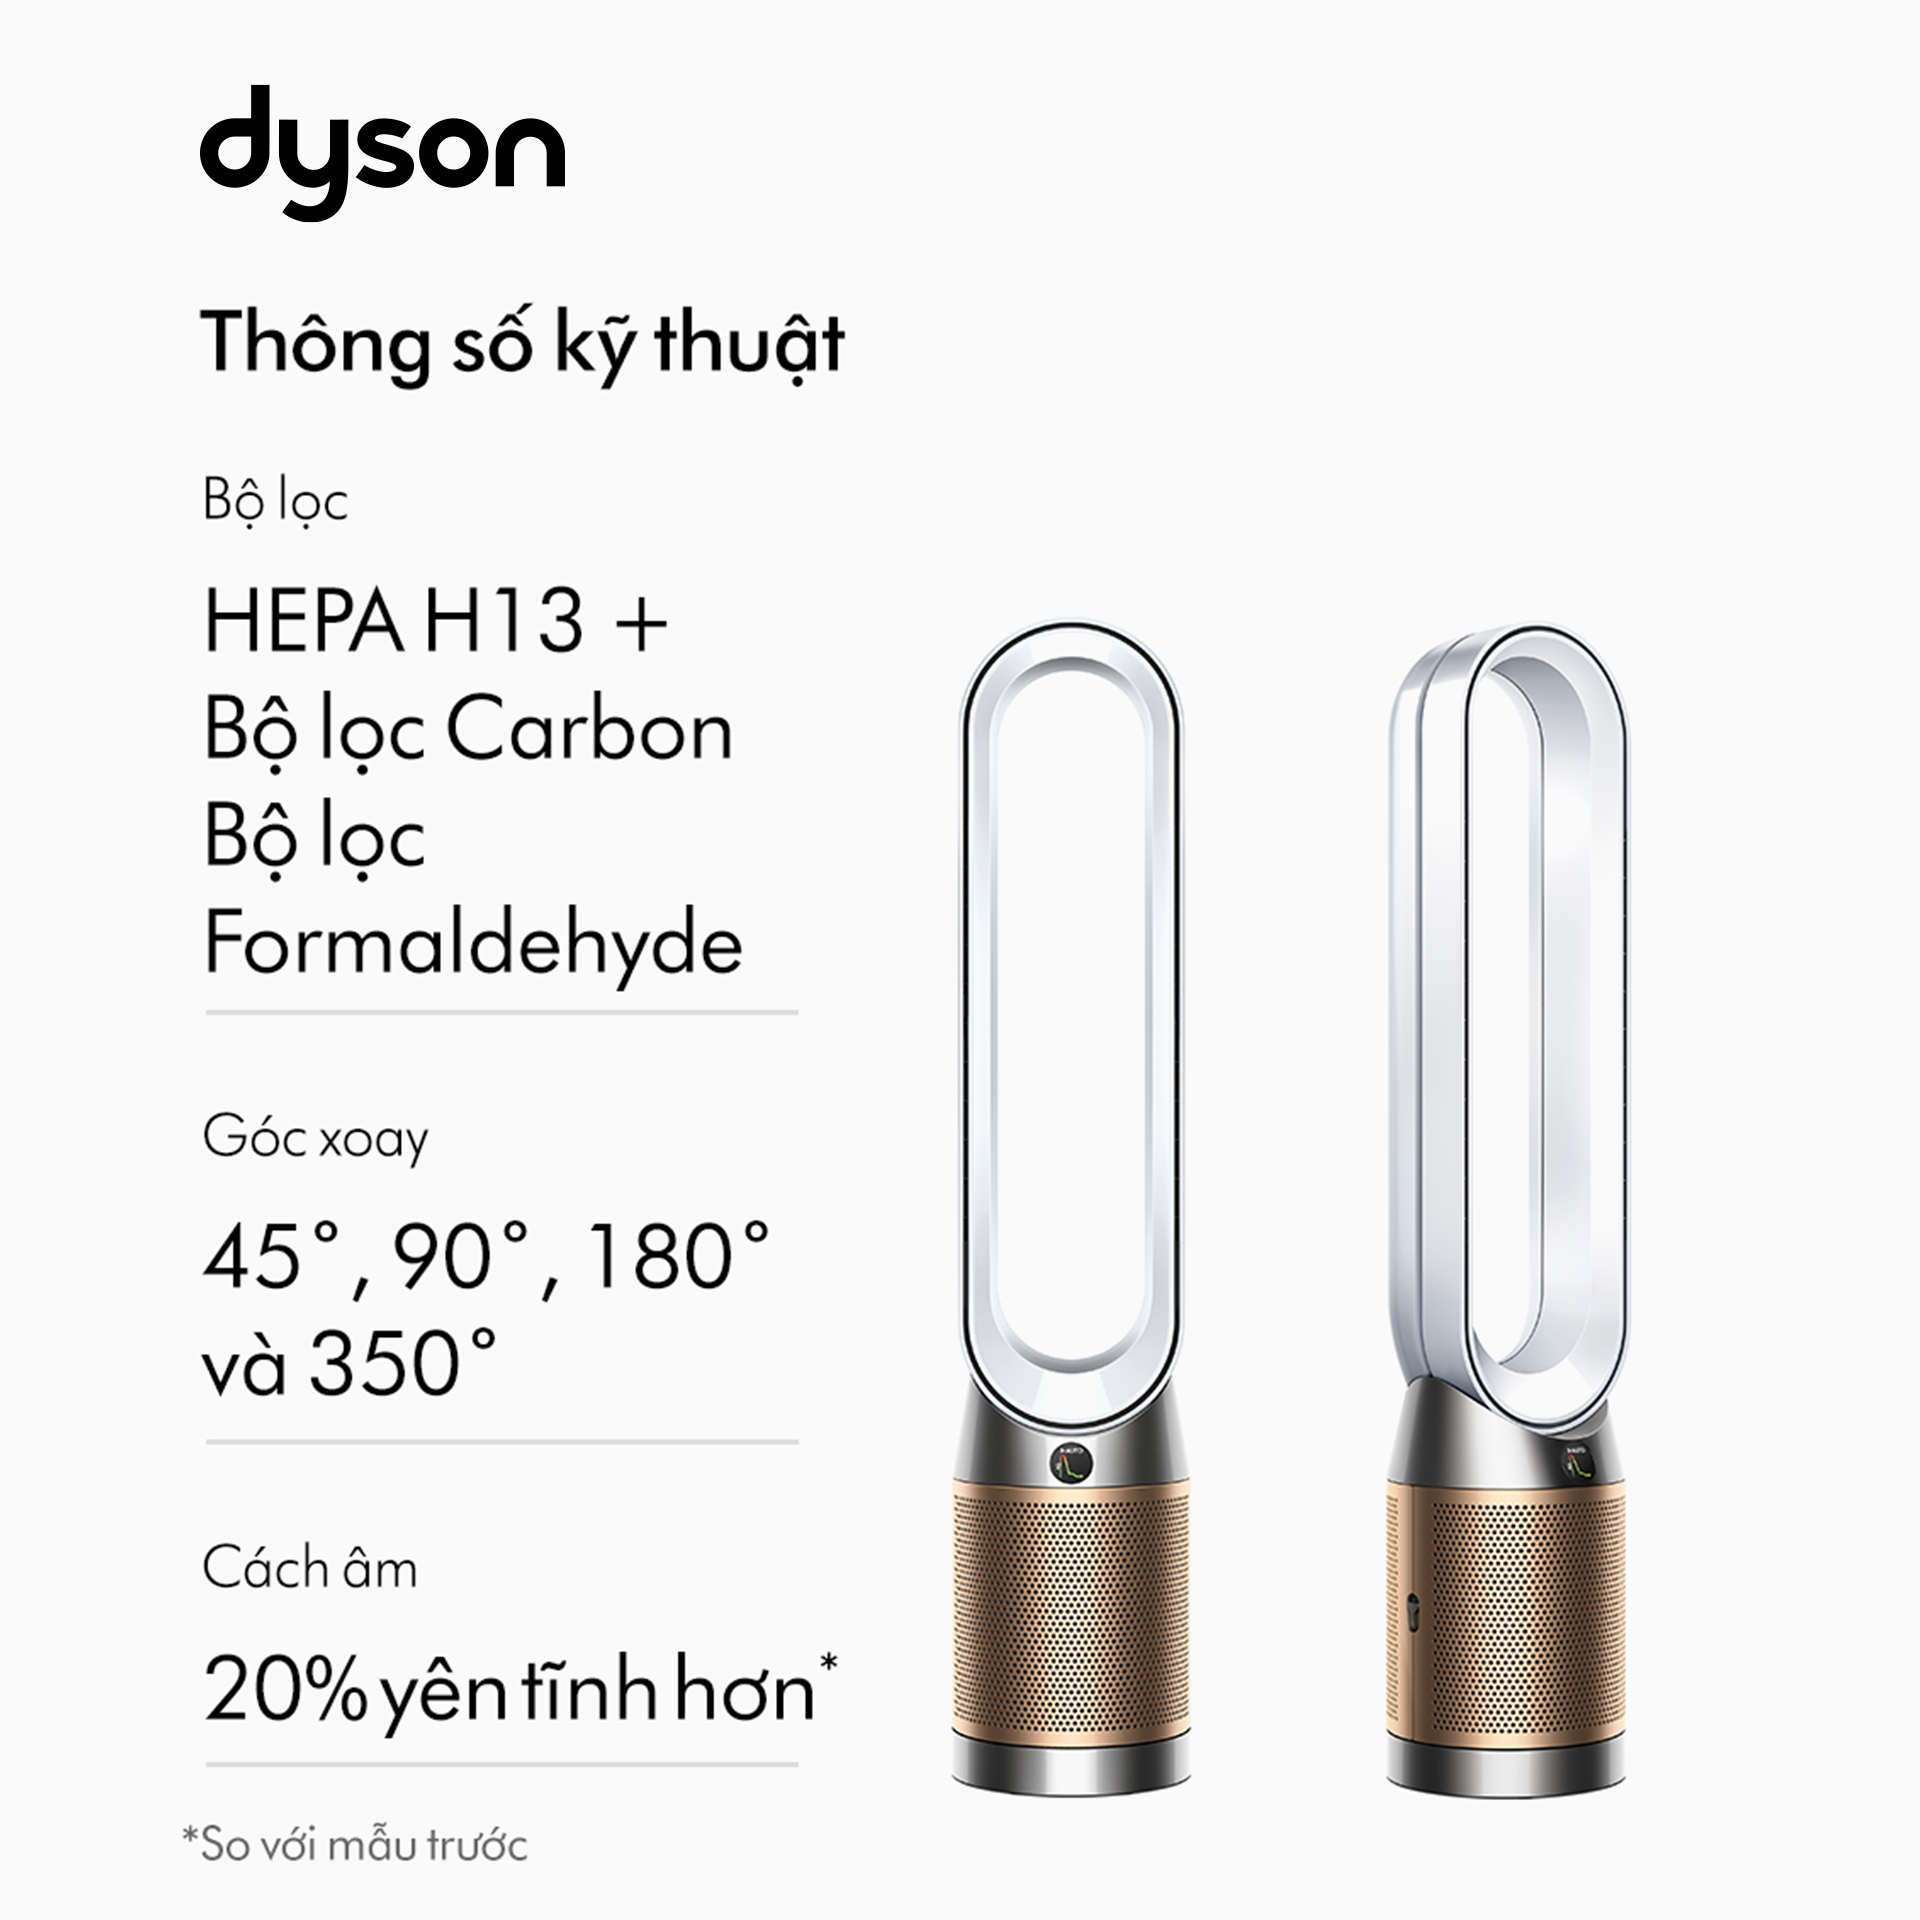 dyson
Thông số kỹ thuật
Bộ lọc
HEPA H13 +
Bộ lọc Carbon
Bộ lọc
Formaldehyde
Góc xoay
45°, 90°, 180°
và 350°
Cách âm
20% yên tĩnh hơn*
*So với mẫu trước